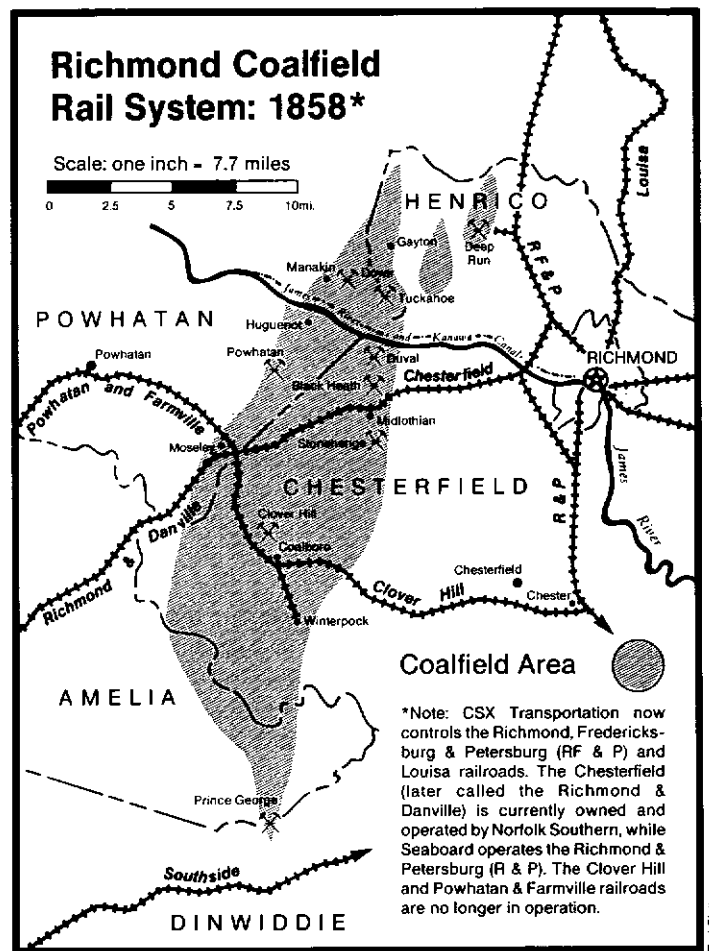 Richmond Coalfield
Rail System: 1858*
Scale: one inch = 7.7 miles
0 2.5 5 7.5 10mi.
HENRICO
Louisa
Gayton
Deep
Run
RF & P
Manakin
Dover
Tuckahoe
James River and Kanawa Canal
POWHATAN
Huguenot
Powhatan
Powhatan
Duval
RICHMOND
Black Heath
Chesterfield
Powhatan and Farmville
Midlothian
Moseley
Stonehenge
CHESTERFIELD
R & P
James
River
Richmond & Danville
Clover Hill
Coalboro
Chesterfield
Clover Hill
Chester
Winterpock
Coalfield Area
AMELIA
*Note: CSX Transportation now
controls the Richmond, Fredericks-
burg & Petersburg (RF & P) and
Louisa railroads. The Chesterfield
(later called the Richmond &
Danville) is currently owned and
operated by Norfolk Southern, while
Seaboard operates the Richmond &
Petersburg (R & P). The Clover Hill
and Powhatan & Farmville railroads
are no longer in operation.
Prince George
Southside
DINWIDDIE